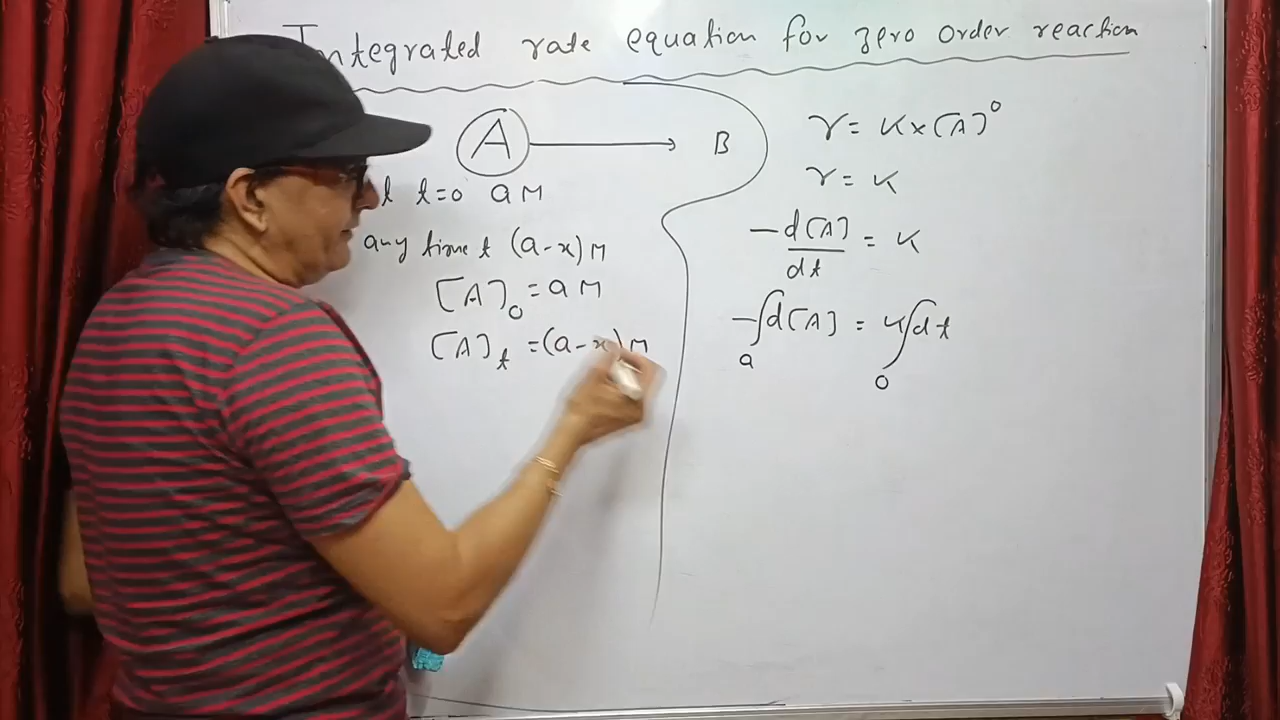 Integrated rate equation for zero order reaction
A → B
t t=0 a M
any time t (a-x) M
[A]₀ = a M
[A]ₜ = (a-x) M
r = K×[A]⁰
r = K
-d[A]/dt = K
-∫d[A] = K∫dt
a 0